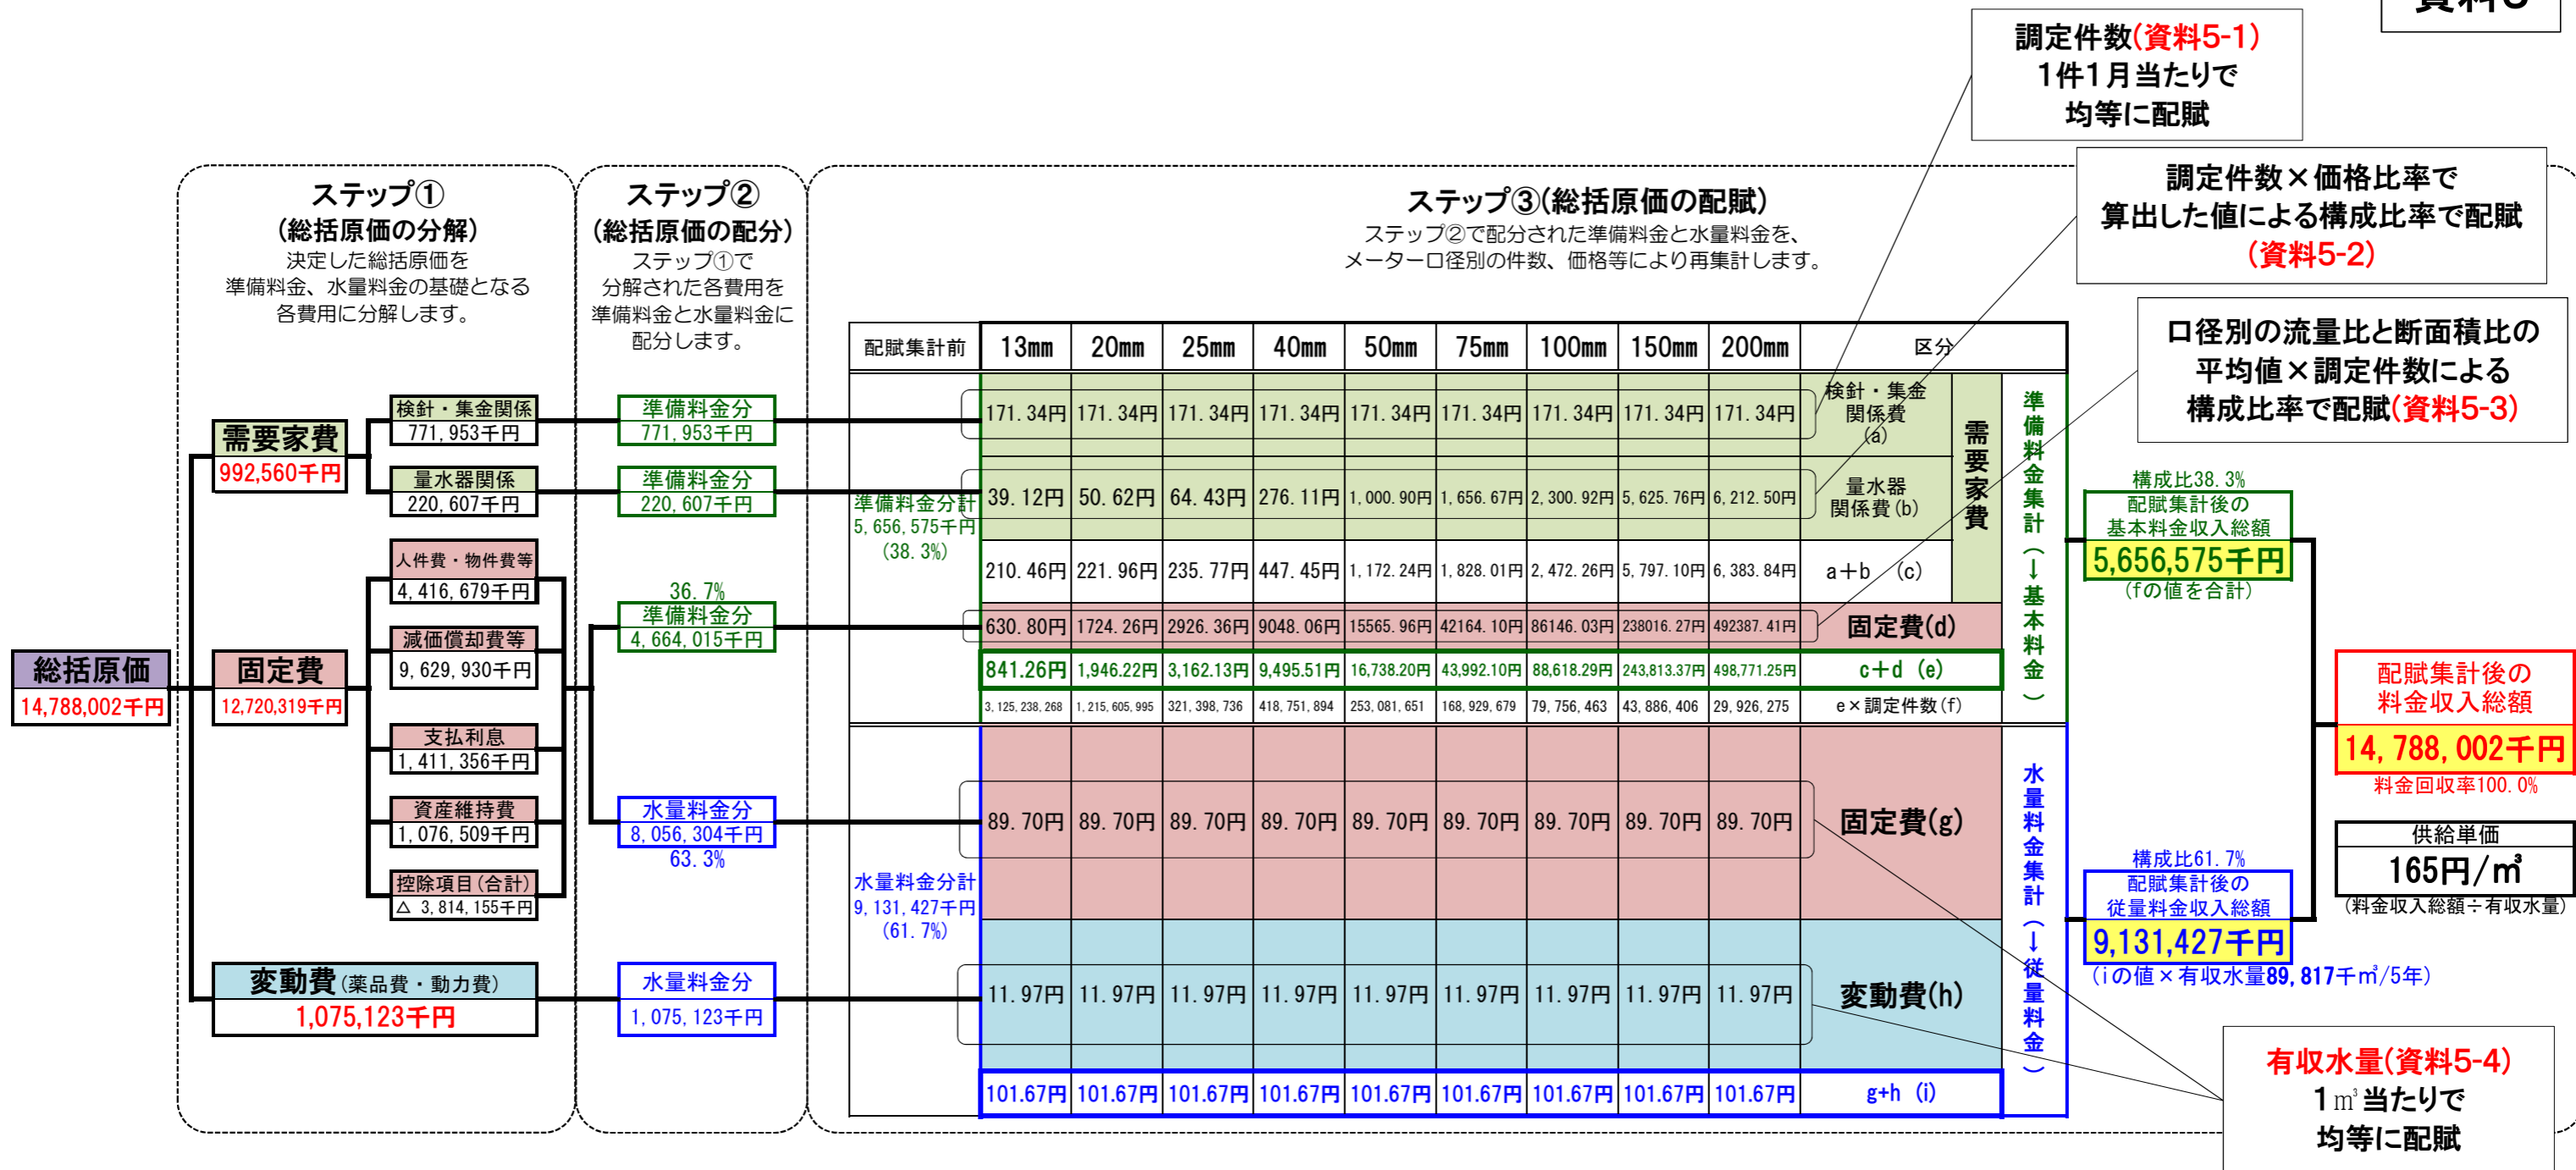 調定件数(資料5-1)
1件1月当たりで
均等に配賦
調定件数×価格比率で
算出した値による構成比率で配賦
(資料5-2)
口径別の流量比と断面積比の
平均値×調定件数による
構成比率で配賦(資料5-3)
ステップ①
(総括原価の分解)
決定した総括原価を
準備料金、水量料金の基礎となる
各費用に分解します。
ステップ②
(総括原価の配分)
ステップ①で
分解された各費用を
準備料金と水量料金に
配分します。
ステップ③(総括原価の配賦)
ステップ②で配分された準備料金と水量料金を、
メーター口径別の件数、価格等により再集計します。
総括原価
14,788,002千円
需要家費
992,560千円
検針・集金関係
771,953千円
量水器関係
220,607千円
固定費
12,720,319千円
人件費・物件費等
4,416,679千円
減価償却費等
9,629,930千円
支払利息
1,411,356千円
資産維持費
1,076,509千円
控除項目(合計)
△ 3,814,155千円
変動費(薬品費・動力費)
1,075,123千円
準備料金分
771,953千円
準備料金分
220,607千円
36.7%
準備料金分
4,664,015千円
水量料金分
8,056,304千円
63.3%
水量料金分
1,075,123千円
配賦集計前 13mm 20mm 25mm 40mm 50mm 75mm 100mm 150mm 200mm 区分
準備料金分計
5,656,575千円
(38.3%)
171.34円 171.34円 171.34円 171.34円 171.34円 171.34円 171.34円 171.34円 171.34円
検針・集金
関係費
(a)
39.12円 50.62円 64.43円 276.11円 1,000.90円 1,656.67円 2,300.92円 5,625.76円 6,212.50円
量水器
関係費(b)
需要家費
210.46円 221.96円 235.77円 447.45円 1,172.24円 1,828.01円 2,472.26円 5,797.10円 6,383.84円 a+b (c)
630.80円 1724.26円 2926.36円 9048.06円 15565.96円 42164.10円 86146.03円 238016.27円 492387.41円 固定費(d)
841.26円 1,946.22円 3,162.13円 9,495.51円 16,738.20円 43,992.10円 88,618.29円 243,813.37円 498,771.25円 c+d (e)
3,125,238,268 1,215,605,995 321,398,736 418,751,894 253,081,651 168,929,679 79,756,463 43,886,406 29,926,275 e×調定件数(f)
準備料金集計(→基本料金)
水量料金分計
9,131,427千円
(61.7%)
89.70円 89.70円 89.70円 89.70円 89.70円 89.70円 89.70円 89.70円 89.70円 固定費(g)
11.97円 11.97円 11.97円 11.97円 11.97円 11.97円 11.97円 11.97円 11.97円 変動費(h)
101.67円 101.67円 101.67円 101.67円 101.67円 101.67円 101.67円 101.67円 101.67円 g+h (i)
水量料金集計(→従量料金)
構成比38.3%
配賦集計後の
基本料金収入総額
5,656,575千円
(fの値を合計)
構成比61.7%
配賦集計後の
従量料金収入総額
9,131,427千円
(iの値×有収水量89,817千㎥/5年)
配賦集計後の
料金収入総額
14,788,002千円
料金回収率100.0%
供給単価
165円/㎥
(料金収入総額÷有収水量)
有収水量(資料5-4)
1㎥当たりで
均等に配賦